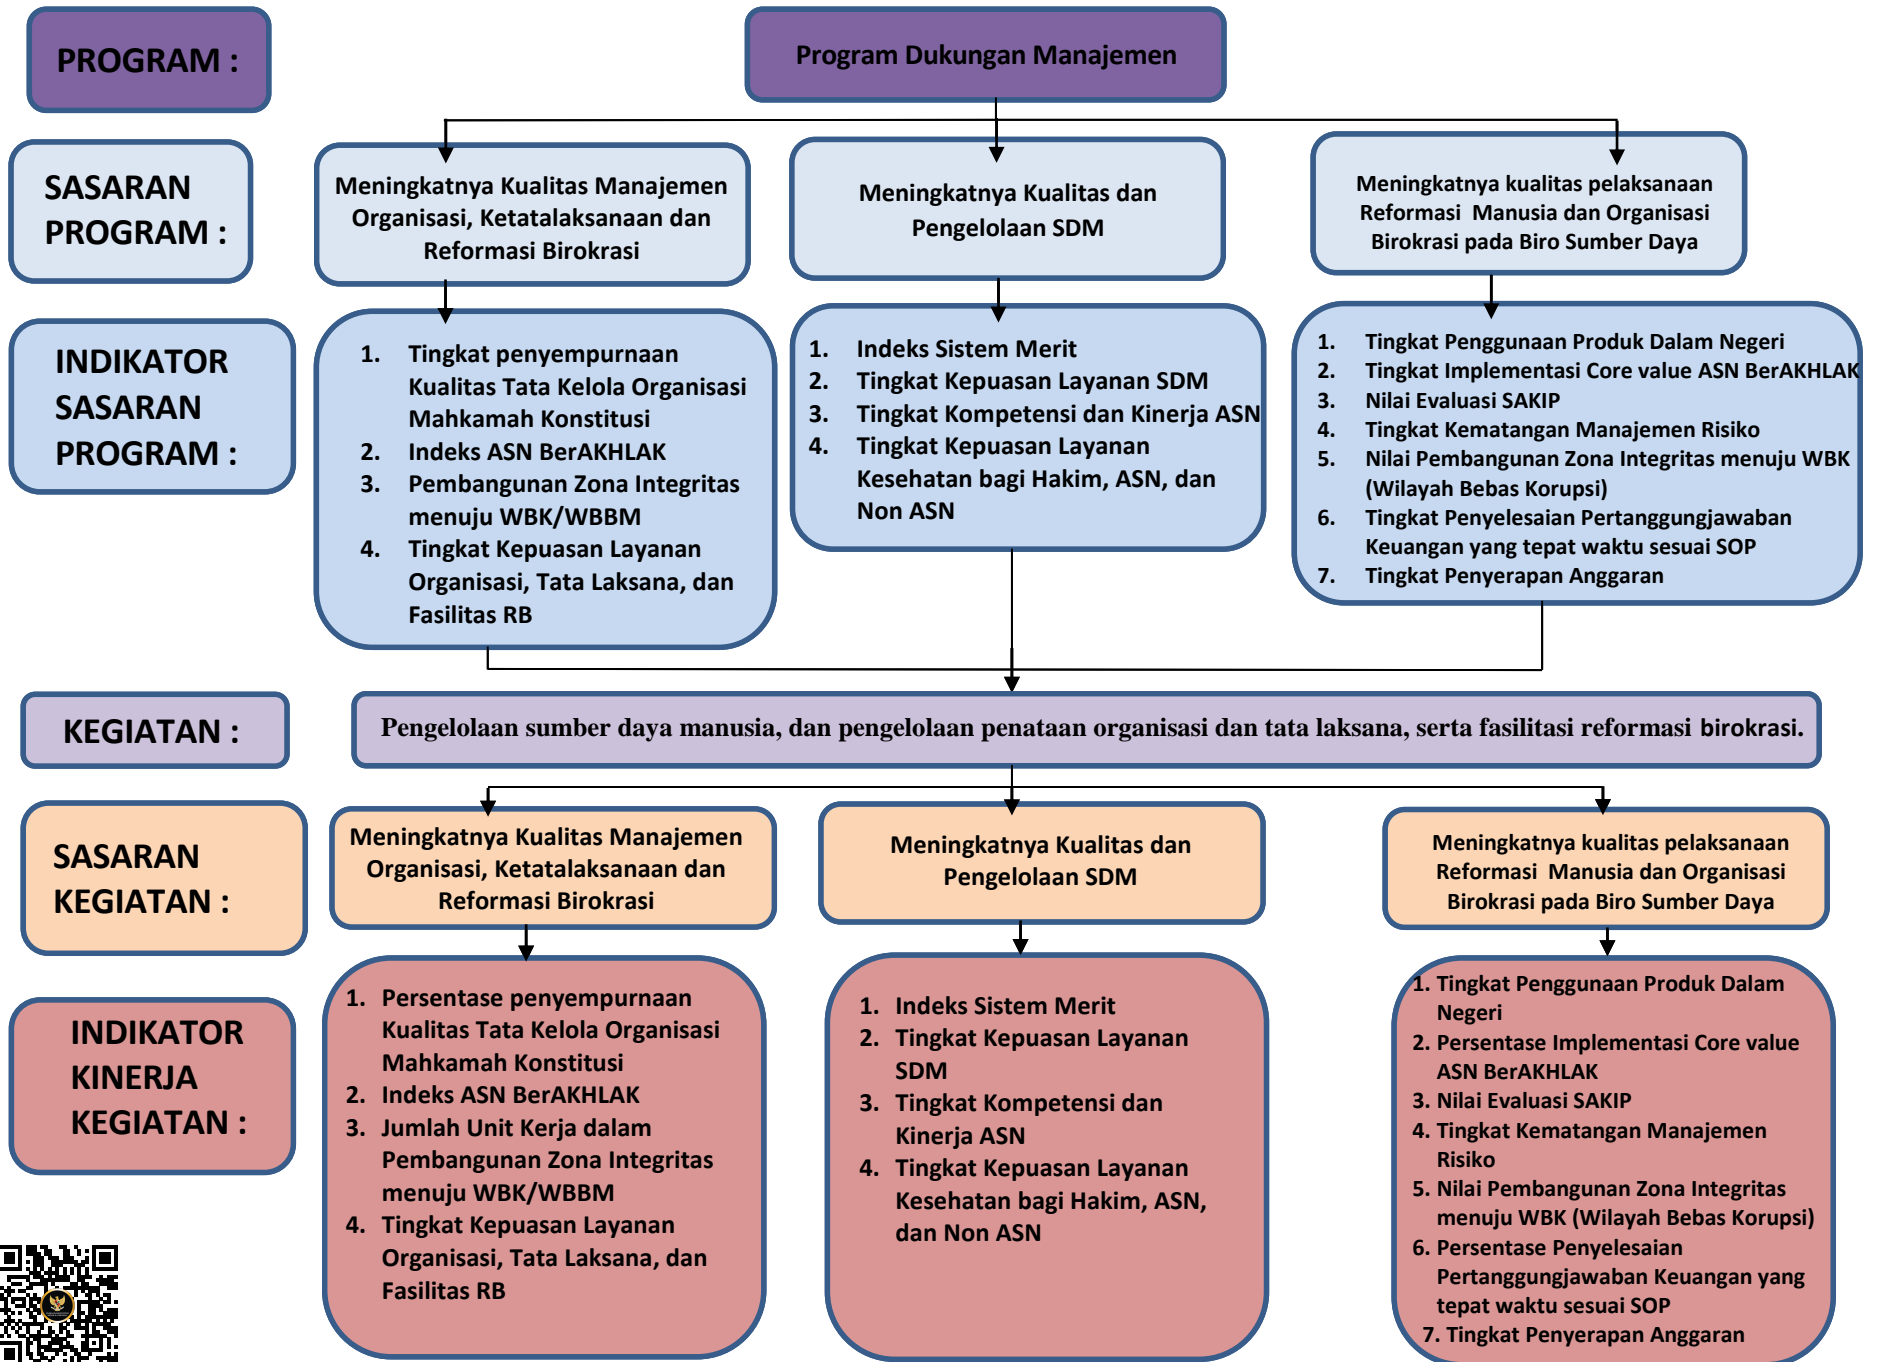 PROGRAM :
Program Dukungan Manajemen
SASARAN
PROGRAM :
Meningkatnya Kualitas Manajemen
Organisasi, Ketatalaksanaan dan
Reformasi Birokrasi
Meningkatnya Kualitas dan
Pengelolaan SDM
Meningkatnya kualitas pelaksanaan
Reformasi Manusia dan Organisasi
Birokrasi pada Biro Sumber Daya
INDIKATOR
SASARAN
PROGRAM :
1. Tingkat penyempurnaan
Kualitas Tata Kelola Organisasi
Mahkamah Konstitusi
2. Indeks ASN BerAKHLAK
3. Pembangunan Zona Integritas
menuju WBK/WBBM
4. Tingkat Kepuasan Layanan
Organisasi, Tata Laksana, dan
Fasilitas RB
1. Indeks Sistem Merit
2. Tingkat Kepuasan Layanan SDM
3. Tingkat Kompetensi dan Kinerja ASN
4. Tingkat Kepuasan Layanan
Kesehatan bagi Hakim, ASN, dan
Non ASN
1. Tingkat Penggunaan Produk Dalam Negeri
2. Tingkat Implementasi Core value ASN BerAKHLAK
3. Nilai Evaluasi SAKIP
4. Tingkat Kematangan Manajemen Risiko
5. Nilai Pembangunan Zona Integritas menuju WBK
(Wilayah Bebas Korupsi)
6. Tingkat Penyelesaian Pertanggungjawaban
Keuangan yang tepat waktu sesuai SOP
7. Tingkat Penyerapan Anggaran
KEGIATAN :
Pengelolaan sumber daya manusia, dan pengelolaan penataan organisasi dan tata laksana, serta fasilitasi reformasi birokrasi.
SASARAN
KEGIATAN :
Meningkatnya Kualitas Manajemen
Organisasi, Ketatalaksanaan dan
Reformasi Birokrasi
Meningkatnya Kualitas dan
Pengelolaan SDM
Meningkatnya kualitas pelaksanaan
Reformasi Manusia dan Organisasi
Birokrasi pada Biro Sumber Daya
INDIKATOR
KINERJA
KEGIATAN :
1. Persentase penyempurnaan
Kualitas Tata Kelola Organisasi
Mahkamah Konstitusi
2. Indeks ASN BerAKHLAK
3. Jumlah Unit Kerja dalam
Pembangunan Zona Integritas
menuju WBK/WBBM
4. Tingkat Kepuasan Layanan
Organisasi, Tata Laksana, dan
Fasilitas RB
1. Indeks Sistem Merit
2. Tingkat Kepuasan Layanan
SDM
3. Tingkat Kompetensi dan
Kinerja ASN
4. Tingkat Kepuasan Layanan
Kesehatan bagi Hakim, ASN,
dan Non ASN
1. Tingkat Penggunaan Produk Dalam
Negeri
2. Persentase Implementasi Core value
ASN BerAKHLAK
3. Nilai Evaluasi SAKIP
4. Tingkat Kematangan Manajemen
Risiko
5. Nilai Pembangunan Zona Integritas
menuju WBK (Wilayah Bebas Korupsi)
6. Persentase Penyelesaian
Pertanggungjawaban Keuangan yang
tepat waktu sesuai SOP
7. Tingkat Penyerapan Anggaran